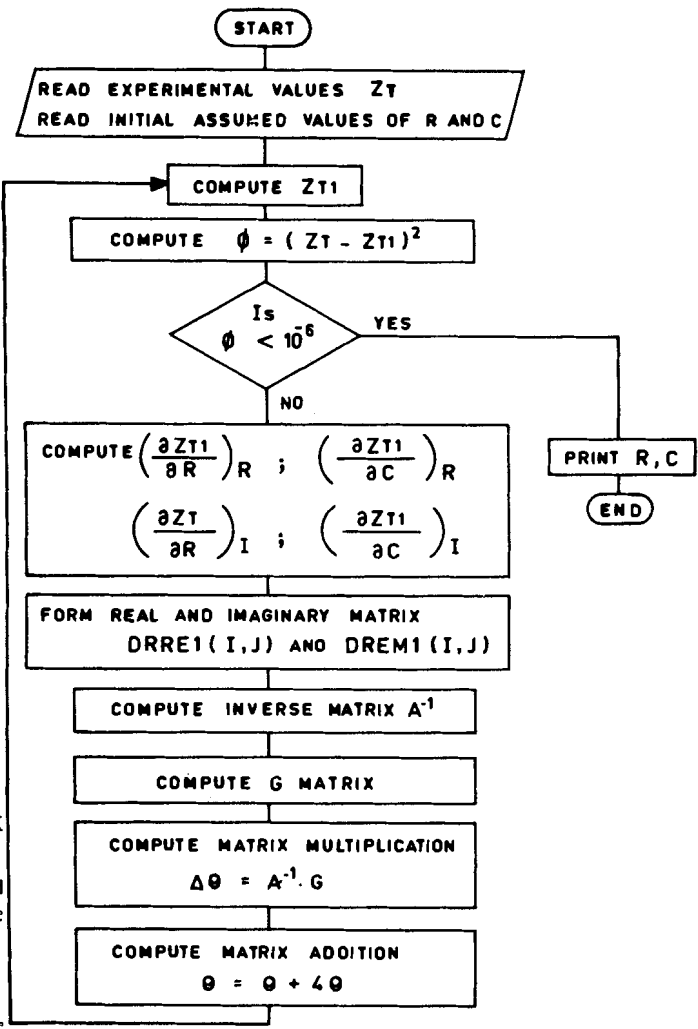 START
READ EXPERIMENTAL VALUES ZT
READ INITIAL ASSUMED VALUES OF R AND C
COMPUTE ZT1
COMPUTE ϕ = ( ZT - ZT1 )²
Is
ϕ < 10⁻⁶
YES
NO
COMPUTE (∂ZT1/∂R)R ; (∂ZT1/∂C)R
(∂ZT/∂R)I ; (∂ZT1/∂C)I
PRINT R, C
END
FORM REAL AND IMAGINARY MATRIX
DRRE1(I,J) AND DREM1(I,J)
COMPUTE INVERSE MATRIX A⁻¹
COMPUTE G MATRIX
COMPUTE MATRIX MULTIPLICATION
Δθ = A⁻¹. G
COMPUTE MATRIX ADDITION
θ = θ + 4θ